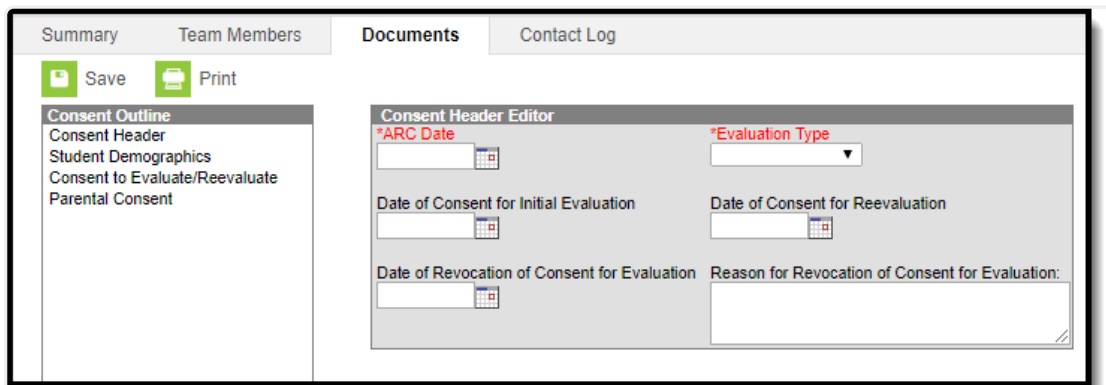 Summary Team Members Documents Contact Log
Save Print
Consent Outline
Consent Header
Student Demographics
Consent to Evaluate/Reevaluate
Parental Consent
Consent Header Editor
*ARC Date *Evaluation Type
Date of Consent for Initial Evaluation Date of Consent for Reevaluation
Date of Revocation of Consent for Evaluation Reason for Revocation of Consent for Evaluation: